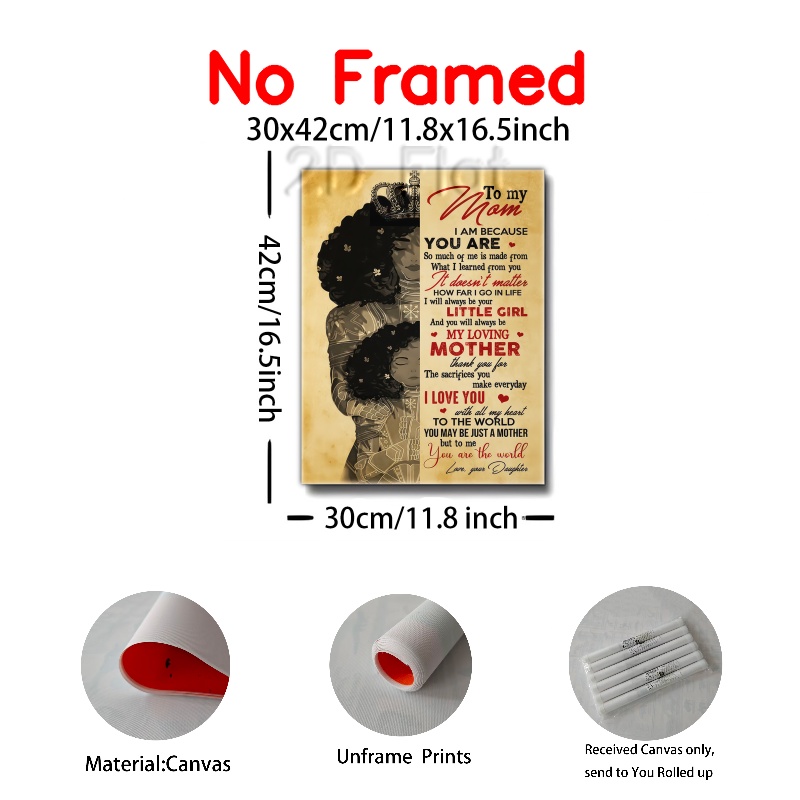 No Framed
30x42cm/11.8x16.5inch
2D Flat
42cm/16.5inch
To my
Mom
I AM BECAUSE
YOU ARE
So much of me is made from
What I learned from you
It doesn't matter
HOW FAR I GO IN LIFE
I will always be your
LITTLE GIRL
And you will always be
MY LOVING
MOTHER
thank you for
The sacrifices you
make everyday
I LOVE YOU
with all my heart
TO THE WORLD
YOU MAY BE JUST A MOTHER
but to me
You are the world
Love, your Daughter
30cm/11.8 inch
Material:Canvas
Unframe Prints
Received Canvas only,
send to You Rolled up